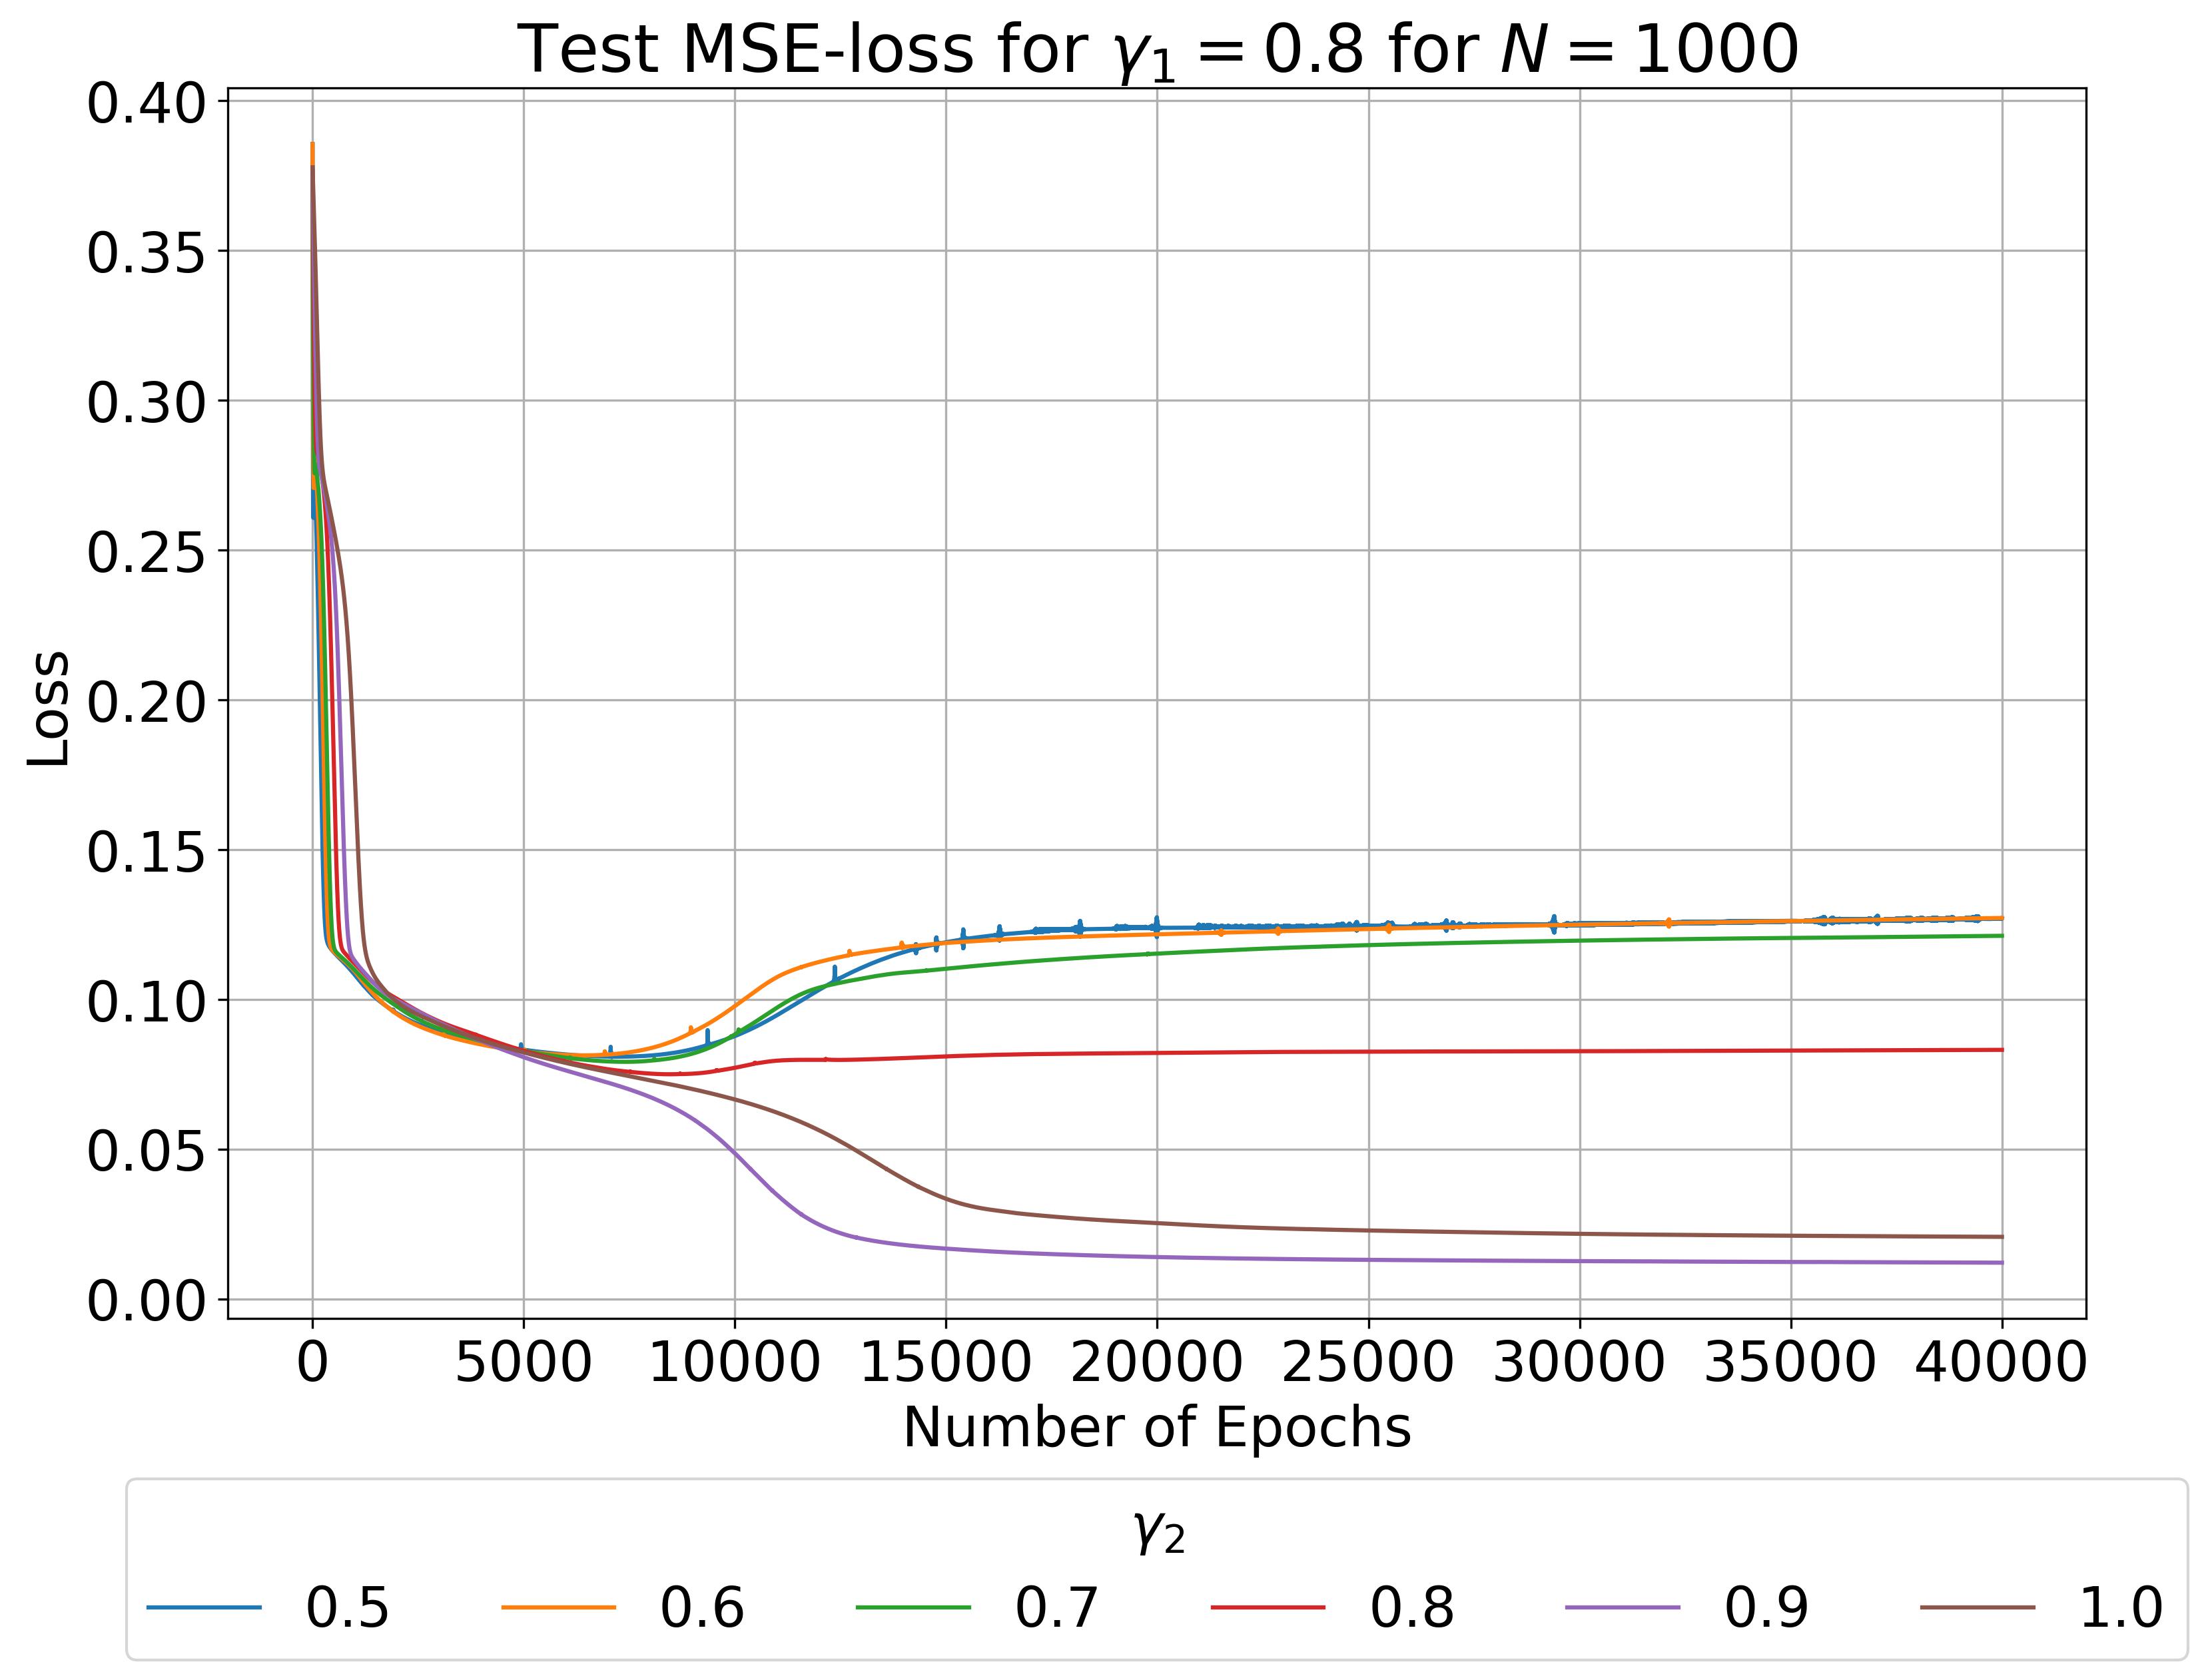 Test MSE-loss for γ₁ = 0.8 for N = 1000
0.40
0.35
0.30
0.25
0.20
0.15
0.10
0.05
0.00
Loss
0 5000 10000 15000 20000 25000 30000 35000 40000
Number of Epochs
γ₂
0.5 0.6 0.7 0.8 0.9 1.0